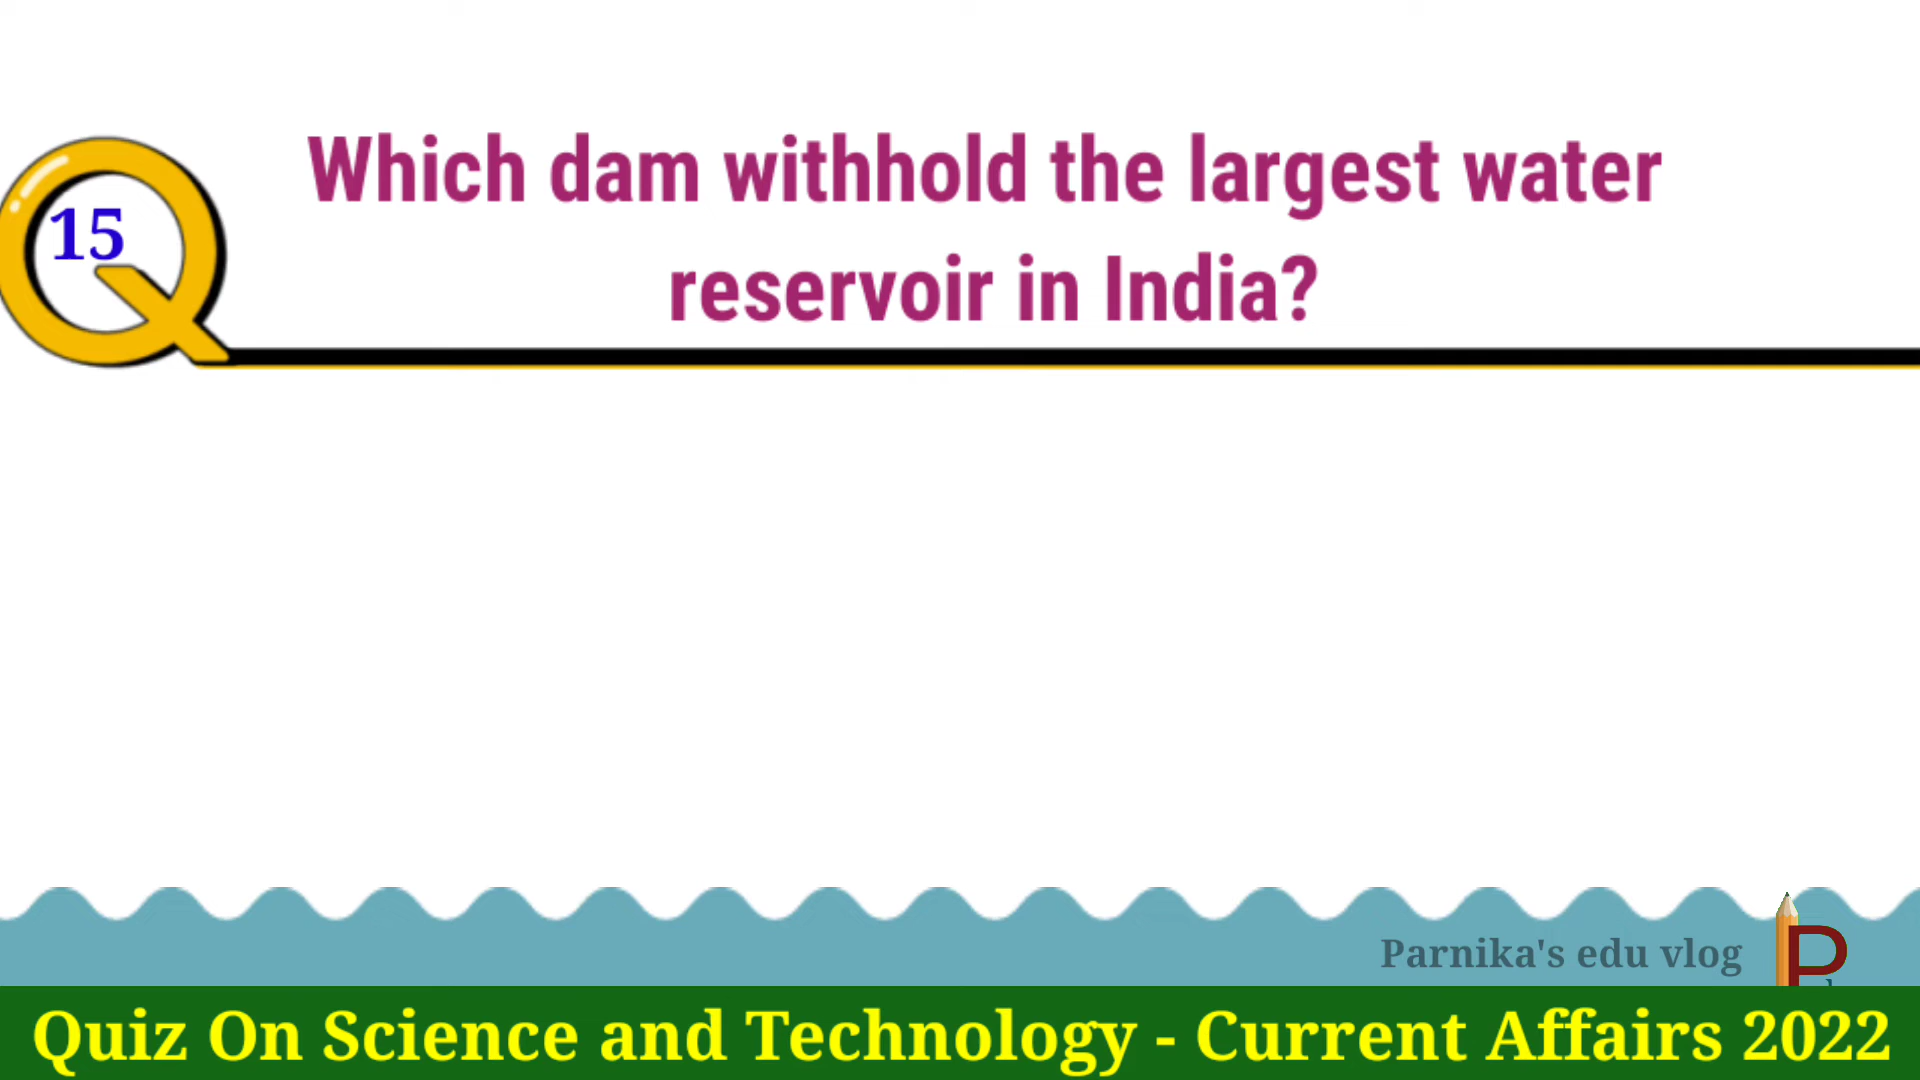 15
Which dam withhold the largest water
reservoir in India?
Parnika's edu vlog
P
Quiz On Science and Technology - Current Affairs 2022